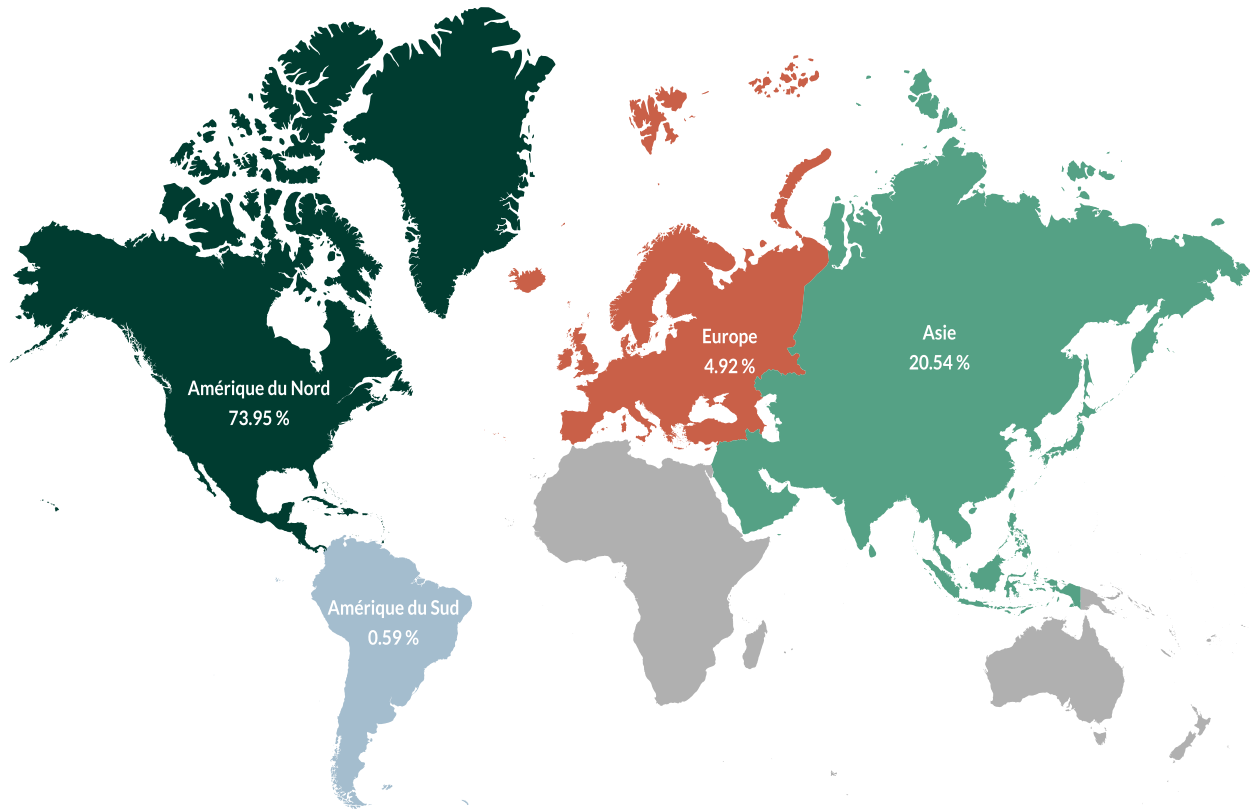 Europe
4.92 %
Asie
20.54 %
Amérique du Nord
73.95 %
Amérique du Sud
0.59 %